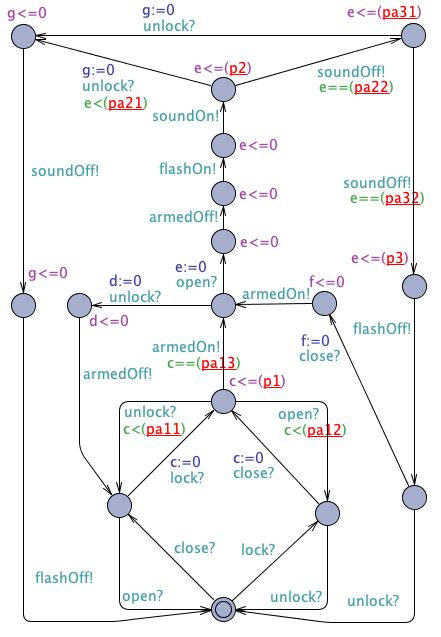 g:=0
g<=0
e<=(pa31)
unlock?
e<=(p2)
g:=0
unlock?
e<(pa21)
soundOff!
e==(pa22)
soundOn!
e<=0
flashOn!
soundOff!
soundOff!
e==(pa32)
e<=0
armedOff!
e<=0
e<=(p3)
g<=0
d:=0
unlock?
e:=0
open?
f<=0
armedOn!
d<=0
flashOff!
f:=0
close?
armedOn!
c==(pa13)
armedOff!
c<=(p1)
unlock?
c<(pa11)
open?
c<(pa12)
c:=0
lock?
c:=0
close?
close?
lock?
flashOff!
open?
unlock?
unlock?